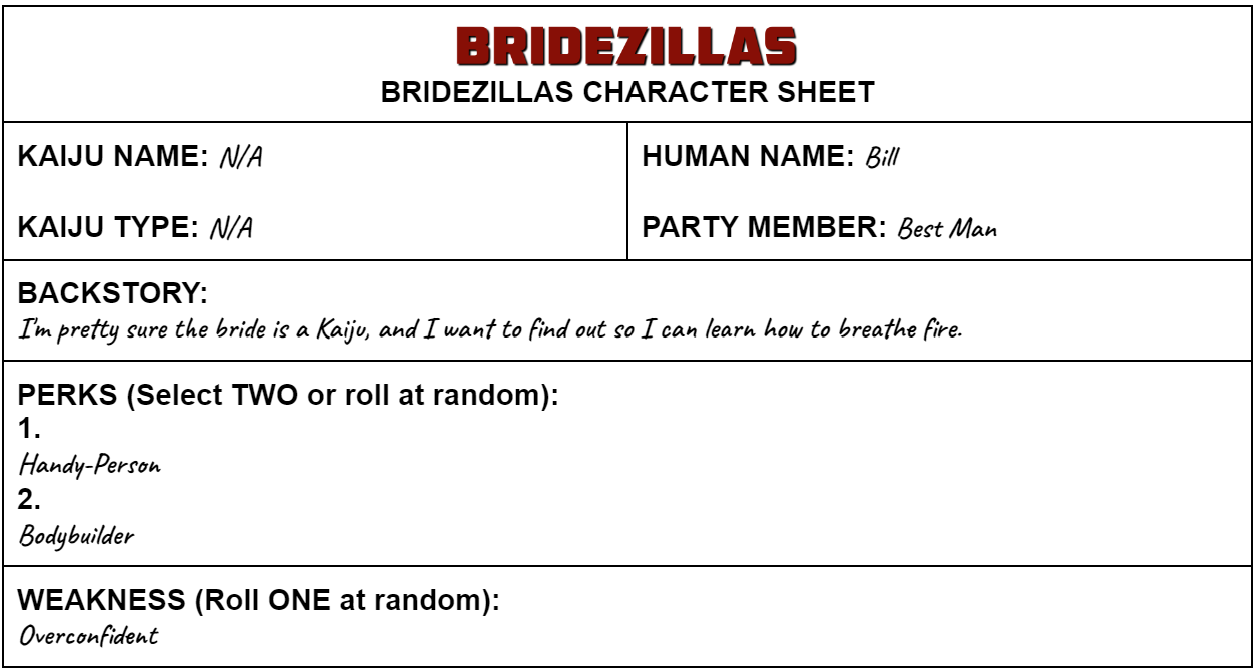 BRIDEZILLAS
BRIDEZILLAS CHARACTER SHEET
KAIJU NAME: N/A
KAIJU TYPE: N/A
HUMAN NAME: Bill
PARTY MEMBER: Best Man
BACKSTORY:
I'm pretty sure the bride is a Kaiju, and I want to find out so I can learn how to breathe fire.
PERKS (Select TWO or roll at random):
1.
Handy-Person
2.
Bodybuilder
WEAKNESS (Roll ONE at random):
Overconfident